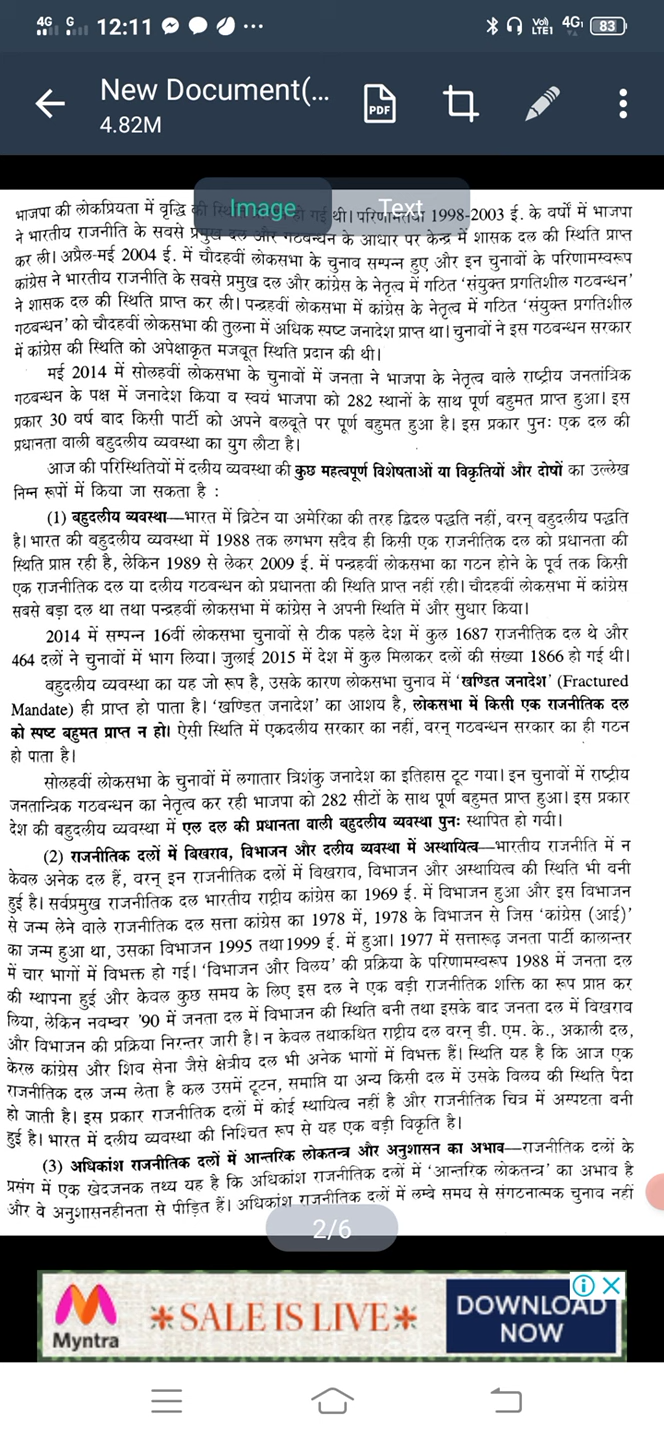 4G G 12:11 ... Vo) LTE1 4G 83
New Document(...
4.82M
PDF
Image Text
भाजपा की लोकप्रियता में वृद्धि की हो गई थी। परिणामतया 1998-2003 ई. के वर्षों में भाजपा
ने भारतीय राजनीति के सबसे प्रमुख दल और गठबन्धन के आधार पर केन्द्र में शासक दल की स्थिति प्राप्त
कर ली। अप्रैल-मई 2004 ई. में चौदहवीं लोकसभा के चुनाव सम्पन्न हुए और इन चुनावों के परिणामस्वरूप
कांग्रेस ने भारतीय राजनीति के सबसे प्रमुख दल और कांग्रेस के नेतृत्व में गठित ‘संयुक्त प्रगतिशील गठबन्धन’
ने शासक दल की स्थिति प्राप्त कर ली। पन्द्रहवीं लोकसभा में कांग्रेस के नेतृत्व में गठित ‘संयुक्त प्रगतिशील
गठबन्धन’ को चौदहवीं लोकसभा की तुलना में अधिक स्पष्ट जनादेश प्राप्त था। चुनावों ने इस गठबन्धन सरकार
में कांग्रेस की स्थिति को अपेक्षाकृत मजबूत स्थिति प्रदान की थी।
मई 2014 में सोलहवीं लोकसभा के चुनावों में जनता ने भाजपा के नेतृत्व वाले राष्ट्रीय जनतांत्रिक
गठबन्धन के पक्ष में जनादेश किया व स्वयं भाजपा को 282 स्थानों के साथ पूर्ण बहुमत प्राप्त हुआ। इस
प्रकार 30 वर्ष बाद किसी पार्टी को अपने बलबूते पर पूर्ण बहुमत हुआ है। इस प्रकार पुनः एक दल की
प्रधानता वाली बहुदलीय व्यवस्था का युग लौटा है।
आज की परिस्थितियों में दलीय व्यवस्था की कुछ महत्वपूर्ण विशेषताओं या विकृतियों और दोषों का उल्लेख
निम्न रूपों में किया जा सकता है :
(1) बहुदलीय व्यवस्था—भारत में ब्रिटेन या अमेरिका की तरह द्विदल पद्धति नहीं, वरन् बहुदलीय पद्धति
है। भारत की बहुदलीय व्यवस्था में 1988 तक लगभग सदैव ही किसी एक राजनीतिक दल को प्रधानता की
स्थिति प्राप्त रही है, लेकिन 1989 से लेकर 2009 ई. में पन्द्रहवीं लोकसभा का गठन होने के पूर्व तक किसी
एक राजनीतिक दल या दलीय गठबन्धन को प्रधानता की स्थिति प्राप्त नहीं रही। चौदहवीं लोकसभा में कांग्रेस
सबसे बड़ा दल था तथा पन्द्रहवीं लोकसभा में कांग्रेस ने अपनी स्थिति में और सुधार किया।
2014 में सम्पन्न 16वीं लोकसभा चुनावों से ठीक पहले देश में कुल 1687 राजनीतिक दल थे और
464 दलों ने चुनावों में भाग लिया। जुलाई 2015 में देश में कुल मिलाकर दलों की संख्या 1866 हो गई थी।
बहुदलीय व्यवस्था का यह जो रूप है, उसके कारण लोकसभा चुनाव में ‘खण्डित जनादेश’ (Fractured
Mandate) ही प्राप्त हो पाता है। ‘खण्डित जनादेश’ का आशय है, लोकसभा में किसी एक राजनीतिक दल
को स्पष्ट बहुमत प्राप्त न हो। ऐसी स्थिति में एकदलीय सरकार का नहीं, वरन् गठबन्धन सरकार का ही गठन
हो पाता है।
सोलहवीं लोकसभा के चुनावों में लगातार त्रिशंकु जनादेश का इतिहास टूट गया। इन चुनावों में राष्ट्रीय
जनतान्त्रिक गठबन्धन का नेतृत्व कर रही भाजपा को 282 सीटों के साथ पूर्ण बहुमत प्राप्त हुआ। इस प्रकार
देश की बहुदलीय व्यवस्था में एल दल की प्रधानता वाली बहुदलीय व्यवस्था पुनः स्थापित हो गयी।
(2) राजनीतिक दलों में बिखराव, विभाजन और दलीय व्यवस्था में अस्थायित्व—भारतीय राजनीति में न
केवल अनेक दल हैं, वरन् इन राजनीतिक दलों में बिखराव, विभाजन और अस्थायित्व की स्थिति भी बनी
हुई है। सर्वप्रमुख राजनीतिक दल भारतीय राष्ट्रीय कांग्रेस का 1969 ई. में विभाजन हुआ और इस विभाजन
से जन्म लेने वाले राजनीतिक दल सत्ता कांग्रेस का 1978 में, 1978 के विभाजन से जिस ‘कांग्रेस (आई)’
का जन्म हुआ था, उसका विभाजन 1995 तथा 1999 ई. में हुआ। 1977 में सत्तारूढ़ जनता पार्टी कालान्तर
में चार भागों में विभक्त हो गई। ‘विभाजन और विलय’ की प्रक्रिया के परिणामस्वरूप 1988 में जनता दल
की स्थापना हुई और केवल कुछ समय के लिए इस दल ने एक बड़ी राजनीतिक शक्ति का रूप प्राप्त कर
लिया, लेकिन नवम्बर ’90 में जनता दल में विभाजन की स्थिति बनी तथा इसके बाद जनता दल में बिखराव
और विभाजन की प्रक्रिया निरन्तर जारी है। न केवल तथाकथित राष्ट्रीय दल वरन् डी. एम. के., अकाली दल,
केरल कांग्रेस और शिव सेना जैसे क्षेत्रीय दल भी अनेक भागों में विभक्त हैं। स्थिति यह है कि आज एक
राजनीतिक दल जन्म लेता है कल उसमें टूटन, समाप्ति या अन्य किसी दल में उसके विलय की स्थिति पैदा
हो जाती है। इस प्रकार राजनीतिक दलों में कोई स्थायित्व नहीं है और राजनीतिक चित्र में अस्पष्टता बनी
हुई है। भारत में दलीय व्यवस्था की निश्चित रूप से यह एक बड़ी विकृति है।
(3) अधिकांश राजनीतिक दलों में आन्तरिक लोकतन्त्र और अनुशासन का अभाव—राजनीतिक दलों के
प्रसंग में एक खेदजनक तथ्य यह है कि अधिकांश राजनीतिक दलों में ‘आन्तरिक लोकतन्त्र’ का अभाव है
और वे अनुशासनहीनता से पीड़ित हैं। अधिकांश राजनीतिक दलों में लम्बे समय से संगठनात्मक चुनाव नहीं
2/6
Myntra
SALE IS LIVE
DOWNLOAD
NOW